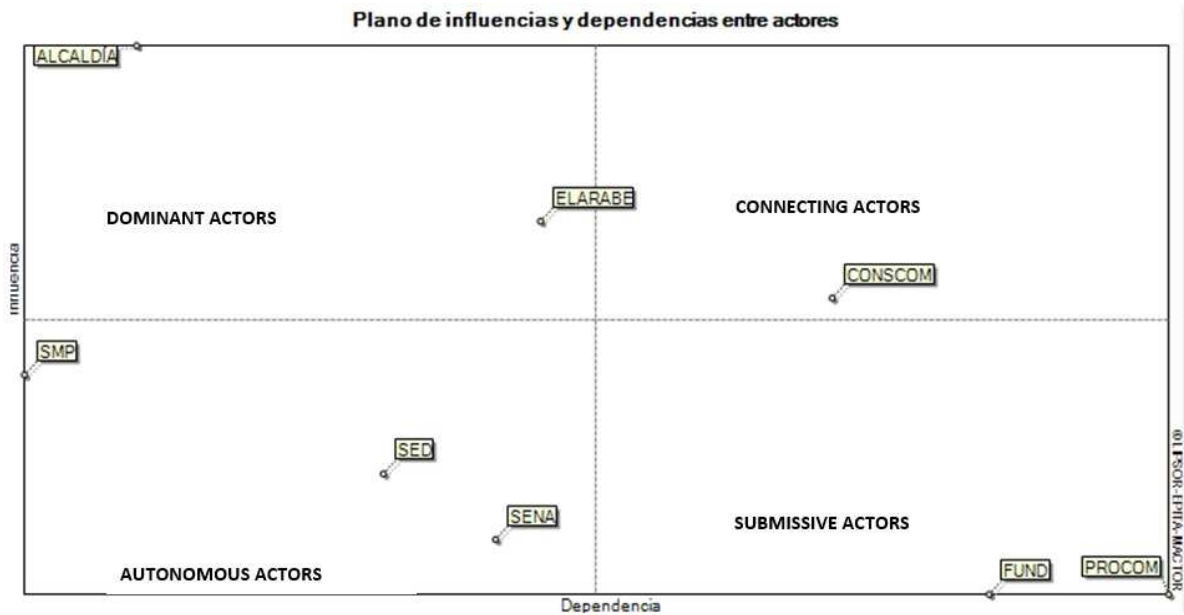 Plano de influencias y dependencias entre actores
ALCALDÍA
ELARABE
DOMINANT ACTORS
CONNECTING ACTORS
Influencia
CONSCOM
SMP
SED
SENA
SUBMISSIVE ACTORS
AUTONOMOUS ACTORS
FUND
PROCOM
Dependencia
© LIPSOR-EPITA-MACTOR